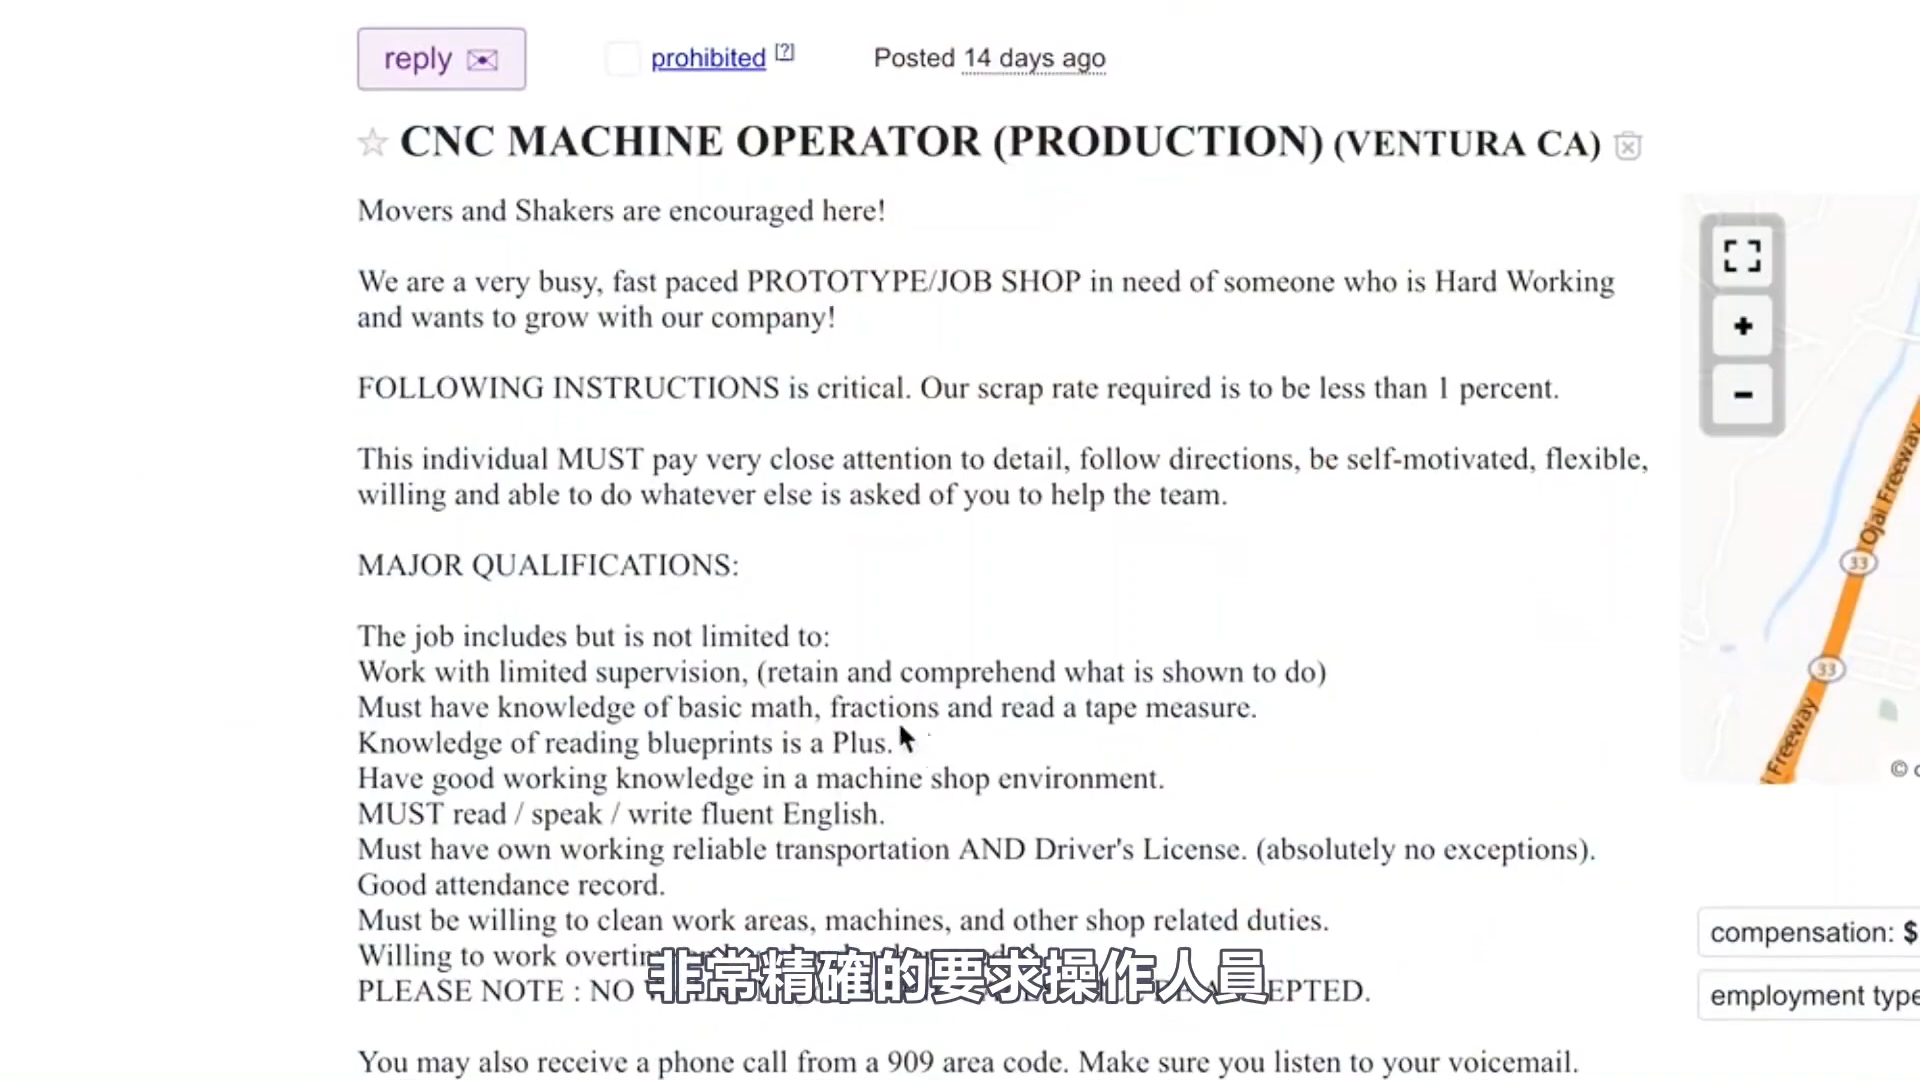 reply
prohibited [?]
Posted 14 days ago
CNC MACHINE OPERATOR (PRODUCTION) (VENTURA CA)
Movers and Shakers are encouraged here!
We are a very busy, fast paced PROTOTYPE/JOB SHOP in need of someone who is Hard Working
and wants to grow with our company!
FOLLOWING INSTRUCTIONS is critical. Our scrap rate required is to be less than 1 percent.
This individual MUST pay very close attention to detail, follow directions, be self-motivated, flexible,
willing and able to do whatever else is asked of you to help the team.
MAJOR QUALIFICATIONS:
The job includes but is not limited to:
Work with limited supervision, (retain and comprehend what is shown to do)
Must have knowledge of basic math, fractions and read a tape measure.
Knowledge of reading blueprints is a Plus.
Have good working knowledge in a machine shop environment.
MUST read / speak / write fluent English.
Must have own working reliable transportation AND Driver's License. (absolutely no exceptions).
Good attendance record.
Must be willing to clean work areas, machines, and other shop related duties.
Willing to work
PLEASE NOTE : NO
非常精確的要求操作人員
You may also receive a phone call from a 909 area code. Make sure you listen to your voicemail.
+
-
Ojai Freeway
33
33
Freeway
©
compensation: $
employment type